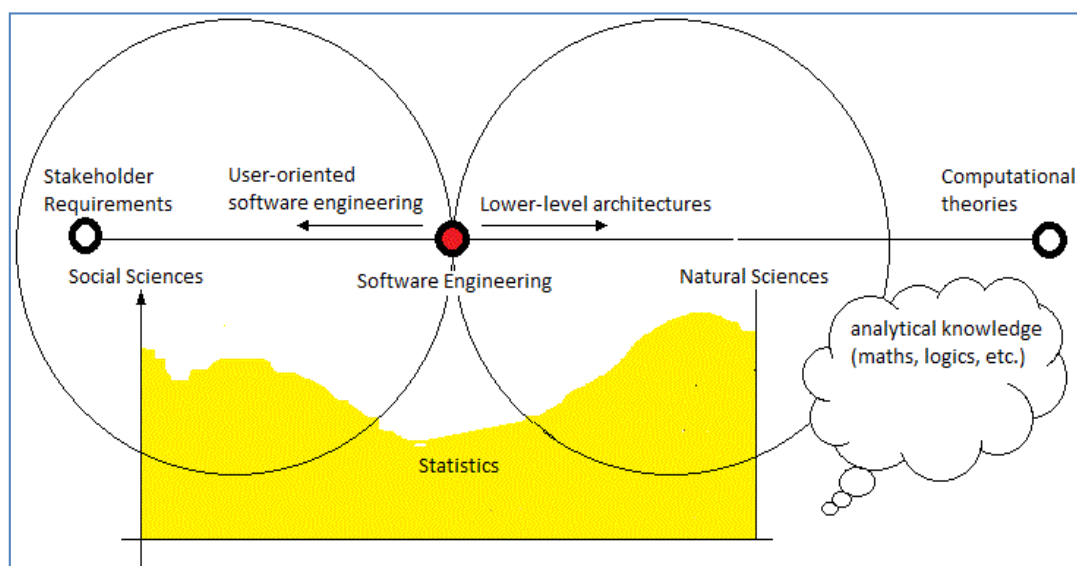 Stakeholder
Requirements
User-oriented
software engineering
Lower-level architectures
Computational
theories
Social Sciences
Software Engineering
Natural Sciences
analytical knowledge
(maths, logics, etc.)
Statistics